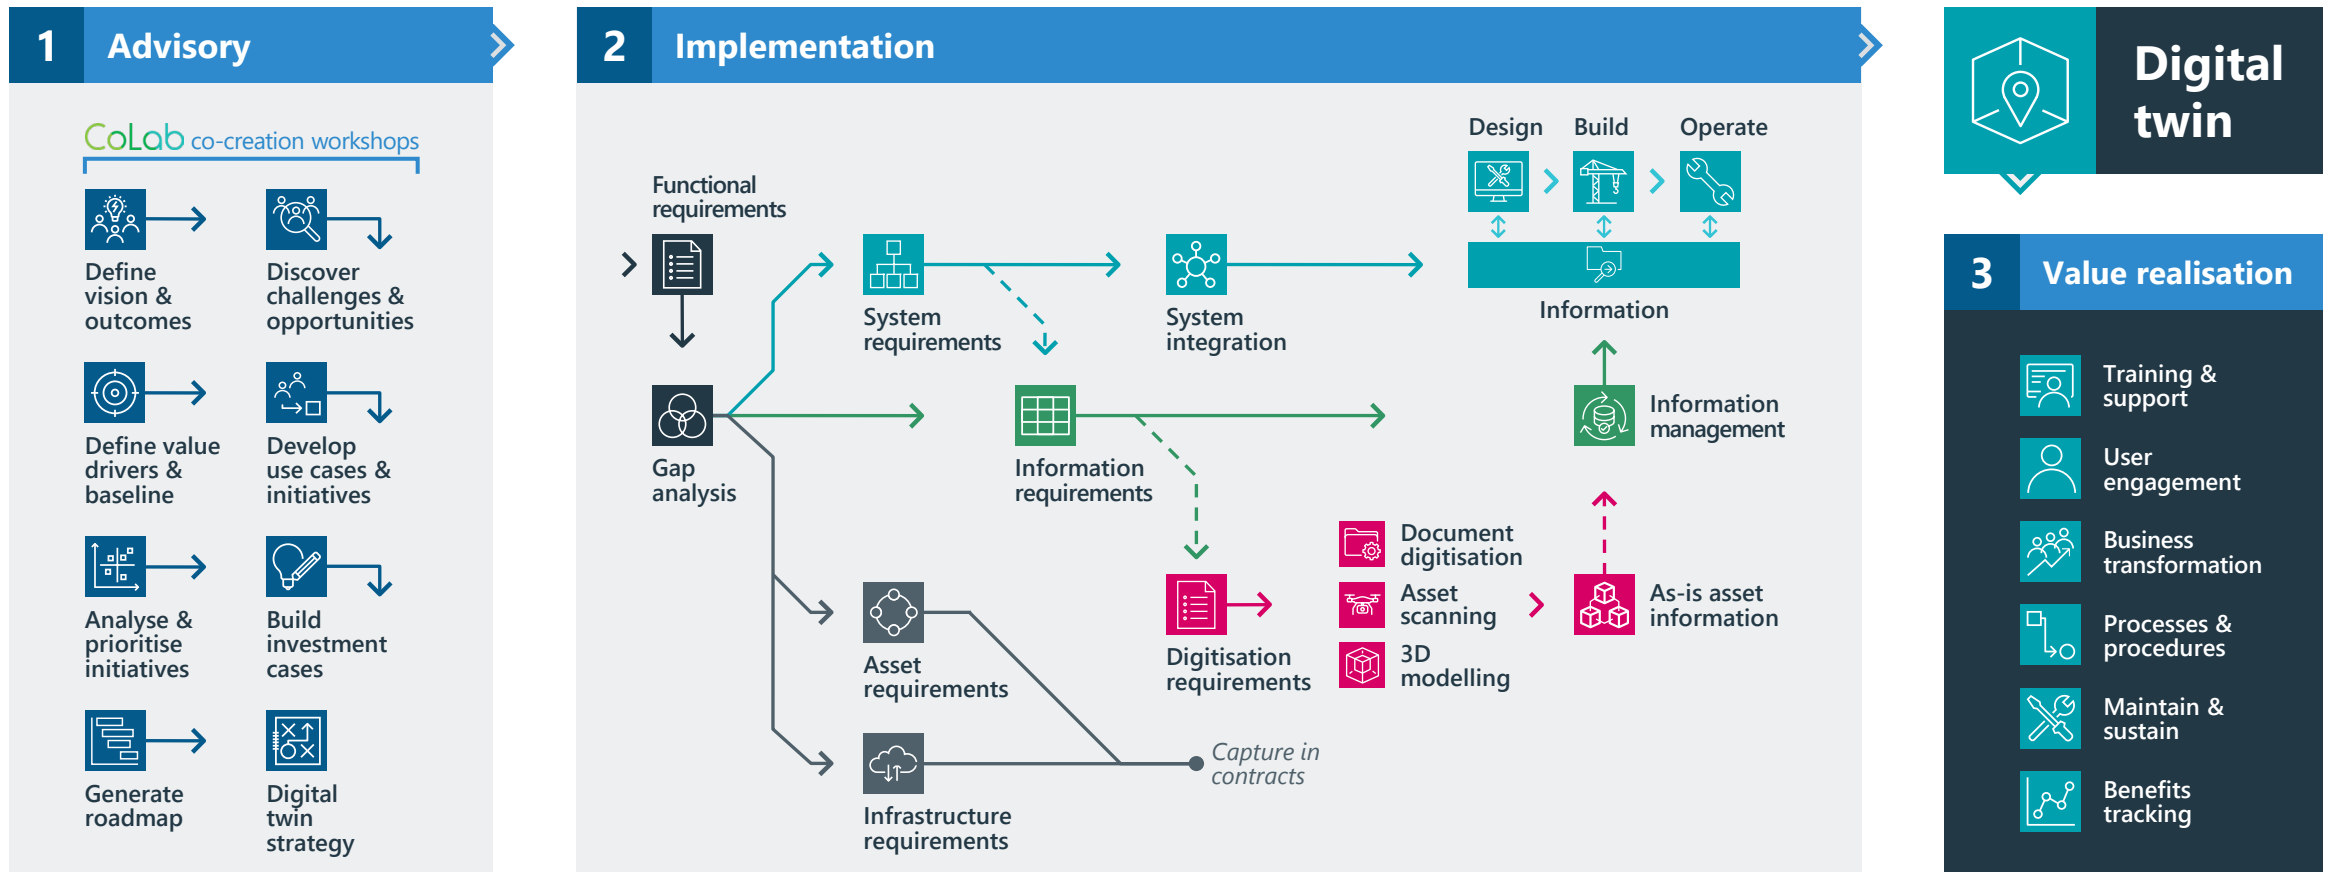 1 Advisory
CoLab co-creation workshops
Define
vision &
outcomes
Discover
challenges &
opportunities
Define value
drivers &
baseline
Develop
use cases &
initiatives
Analyse &
prioritise
initiatives
Build
investment
cases
Generate
roadmap
Digital
twin
strategy
2 Implementation
Functional
requirements
Gap
analysis
System
requirements
System
integration
Design
Build
Operate
Information
Information
requirements
Information
management
Digitisation
requirements
Document
digitisation
Asset
scanning
3D
modelling
As-is asset
information
Asset
requirements
Infrastructure
requirements
Capture in
contracts
Digital
twin
3 Value realisation
Training &
support
User
engagement
Business
transformation
Processes &
procedures
Maintain &
sustain
Benefits
tracking